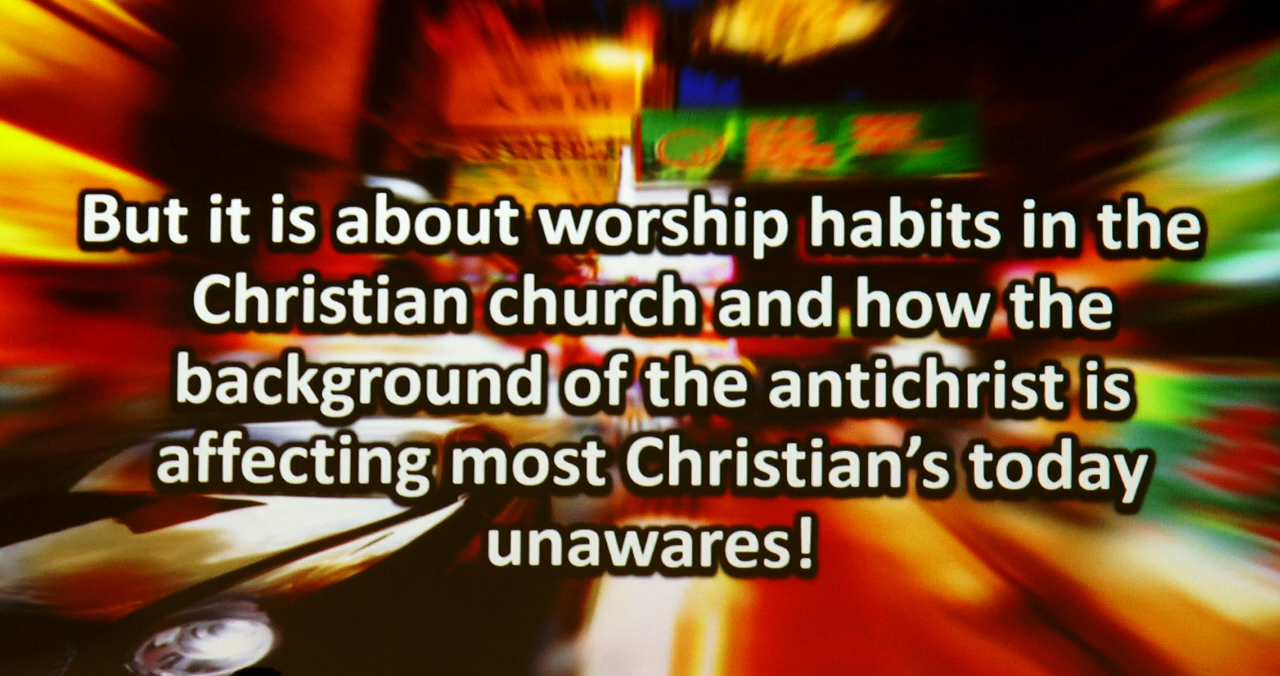 But it is about worship habits in the
Christian church and how the
background of the antichrist is
affecting most Christian’s today
unawares!